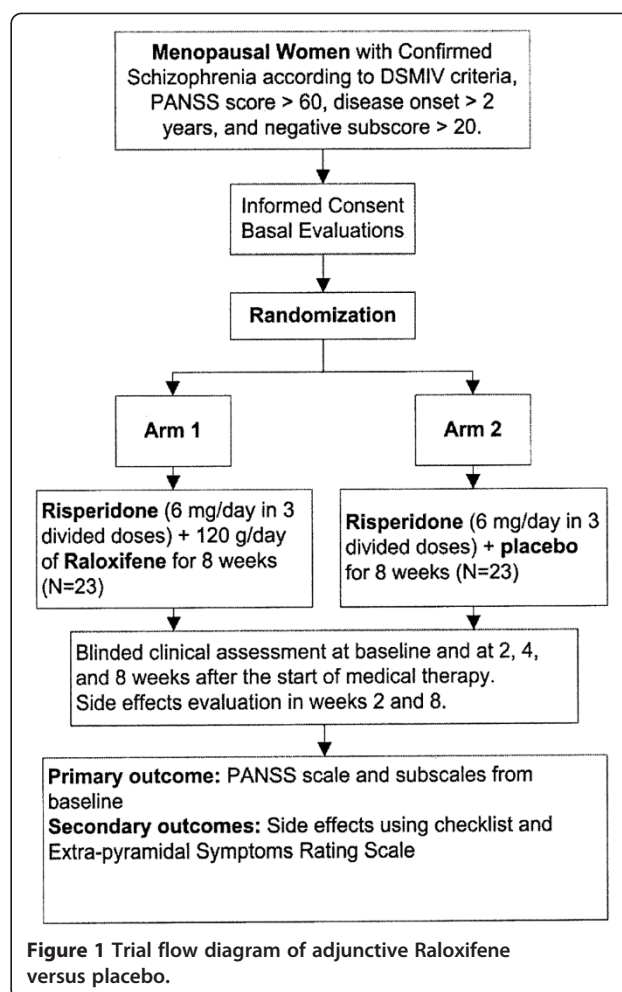 Menopausal Women with Confirmed
Schizophrenia according to DSMIV criteria,
PANSS score > 60, disease onset > 2
years, and negative subscore > 20.
Informed Consent
Basal Evaluations
Randomization
Arm 1
Arm 2
Risperidone (6 mg/day in 3
divided doses) + 120 g/day
of Raloxifene for 8 weeks
(N=23)
Risperidone (6 mg/day in 3
divided doses) + placebo
for 8 weeks (N=23)
Blinded clinical assessment at baseline and at 2, 4,
and 8 weeks after the start of medical therapy.
Side effects evaluation in weeks 2 and 8.
Primary outcome: PANSS scale and subscales from
baseline
Secondary outcomes: Side effects using checklist and
Extra-pyramidal Symptoms Rating Scale
Figure 1 Trial flow diagram of adjunctive Raloxifene
versus placebo.